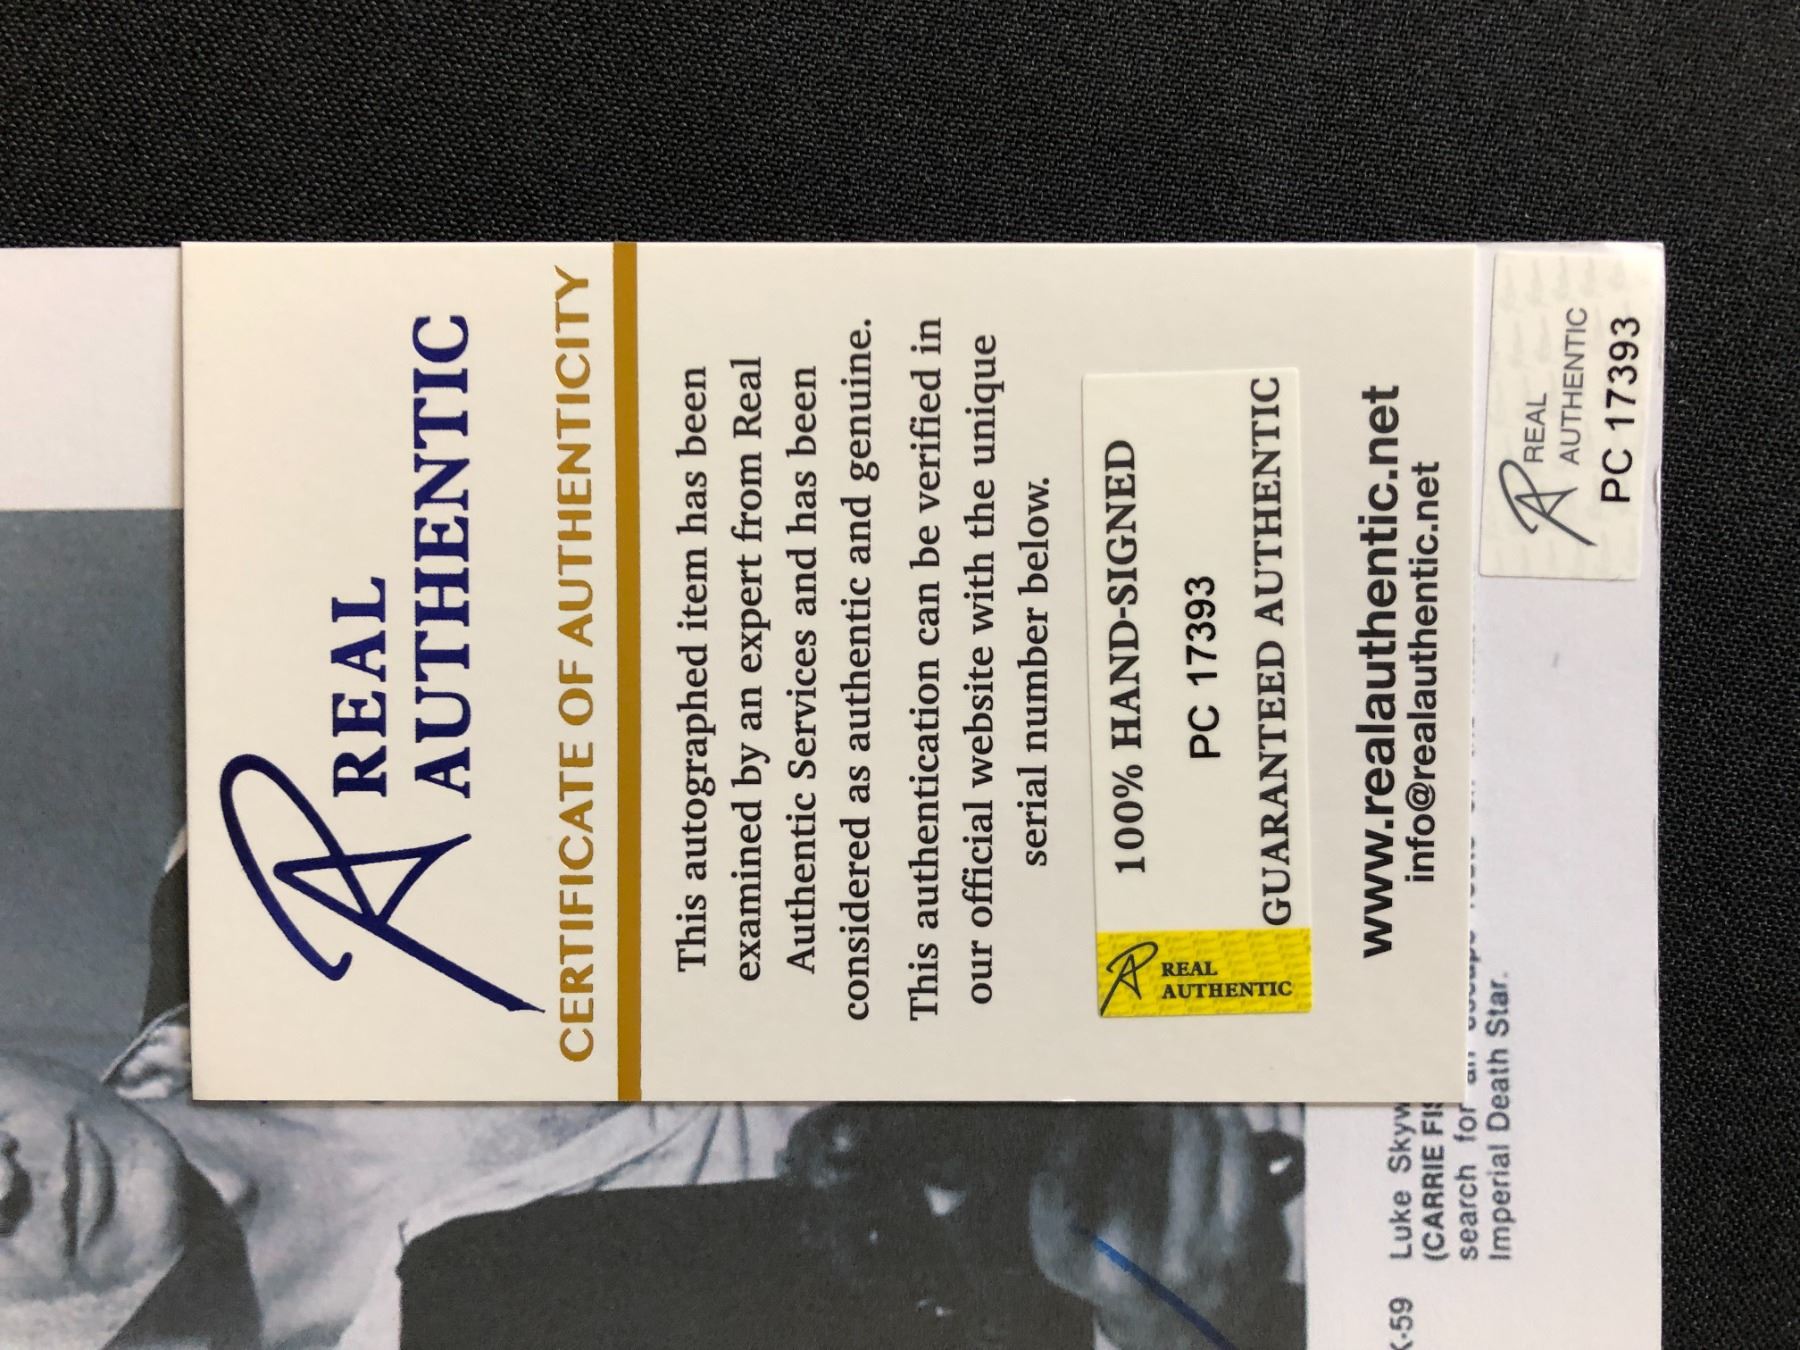 REAL
AUTHENTIC
CERTIFICATE OF AUTHENTICITY
This autographed item has been
examined by an expert from Real
Authentic Services and has been
considered as authentic and genuine.
This authentication can be verified in
our official website with the unique
serial number below.
REAL
AUTHENTIC
100% HAND-SIGNED
PC 17393
GUARANTEED AUTHENTIC
www.realauthentic.net
info@realauthentic.net
REAL
AUTHENTIC
PC 17393
-59 Luke Skyw
(CARRIE FIS
search for an escape
Imperial Death Star.